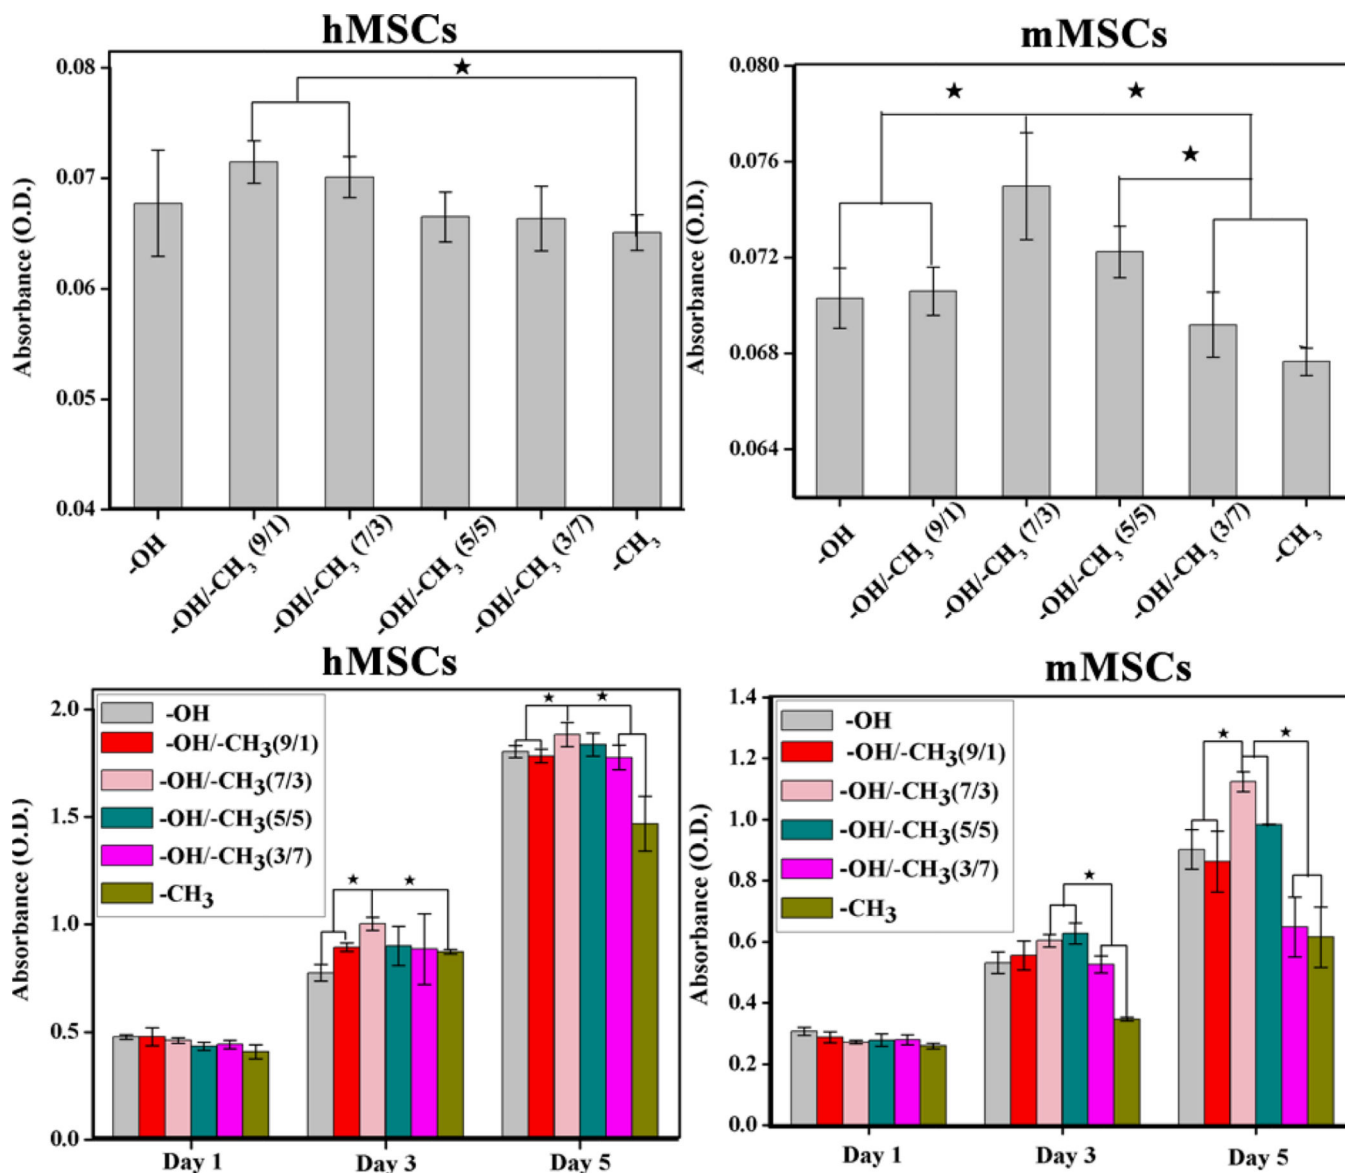 hMSCs
Absorbance (O.D.)
0.08
0.07
0.06
0.05
0.04
★
-OH
-OH/-CH₃ (9/1)
-OH/-CH₃ (7/3)
-OH/-CH₃ (5/5)
-OH/-CH₃ (3/7)
-CH₃
mMSCs
Absorbance (O.D.)
0.080
0.076
0.072
0.068
0.064
★ ★
★
-OH
-OH/-CH₃ (9/1)
-OH/-CH₃ (7/3)
-OH/-CH₃ (5/5)
-OH/-CH₃ (3/7)
-CH₃
hMSCs
Absorbance (O.D.)
2.0
1.5
1.0
0.5
0.0
-OH
-OH/-CH₃(9/1)
-OH/-CH₃(7/3)
-OH/-CH₃(5/5)
-OH/-CH₃(3/7)
-CH₃
★ ★
★ ★
Day 1 Day 3 Day 5
mMSCs
Absorbance (O.D.)
1.4
1.2
1.0
0.8
0.6
0.4
0.2
0.0
-OH
-OH/-CH₃(9/1)
-OH/-CH₃(7/3)
-OH/-CH₃(5/5)
-OH/-CH₃(3/7)
-CH₃
★ ★
★
Day 1 Day 3 Day 5